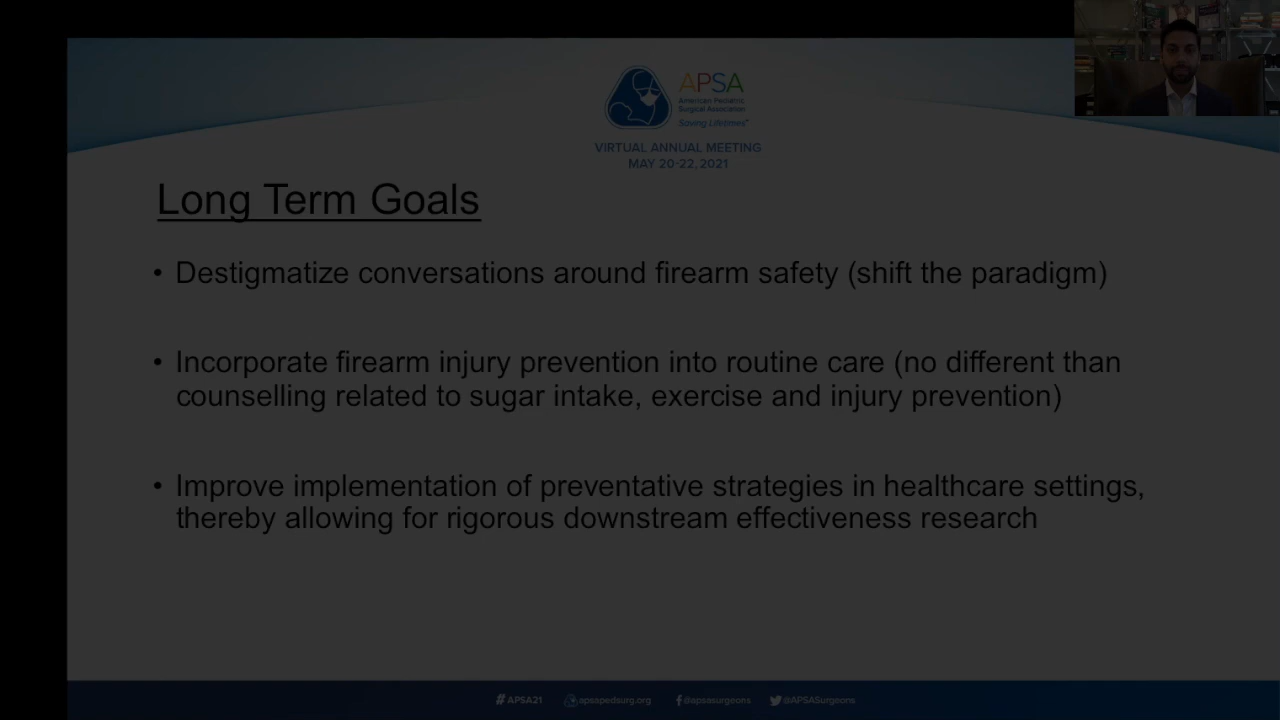 APSA
American Pediatric
Surgical Association
Saving Lifetimes
VIRTUAL ANNUAL MEETING
MAY 20-22, 2021
Long Term Goals
• Destigmatize conversations around firearm safety (shift the paradigm)
• Incorporate firearm injury prevention into routine care (no different than
counselling related to sugar intake, exercise and injury prevention)
• Improve implementation of preventative strategies in healthcare settings,
thereby allowing for rigorous downstream effectiveness research
#APSA21 apsapedsurg.org @apsasurgeons @APSASurgeons